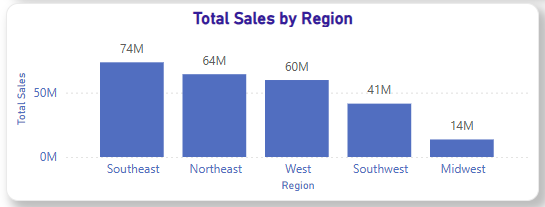 Total Sales by Region
74M
64M
60M
41M
14M
Total Sales
50M
0M
Southeast Northeast West Southwest Midwest
Region